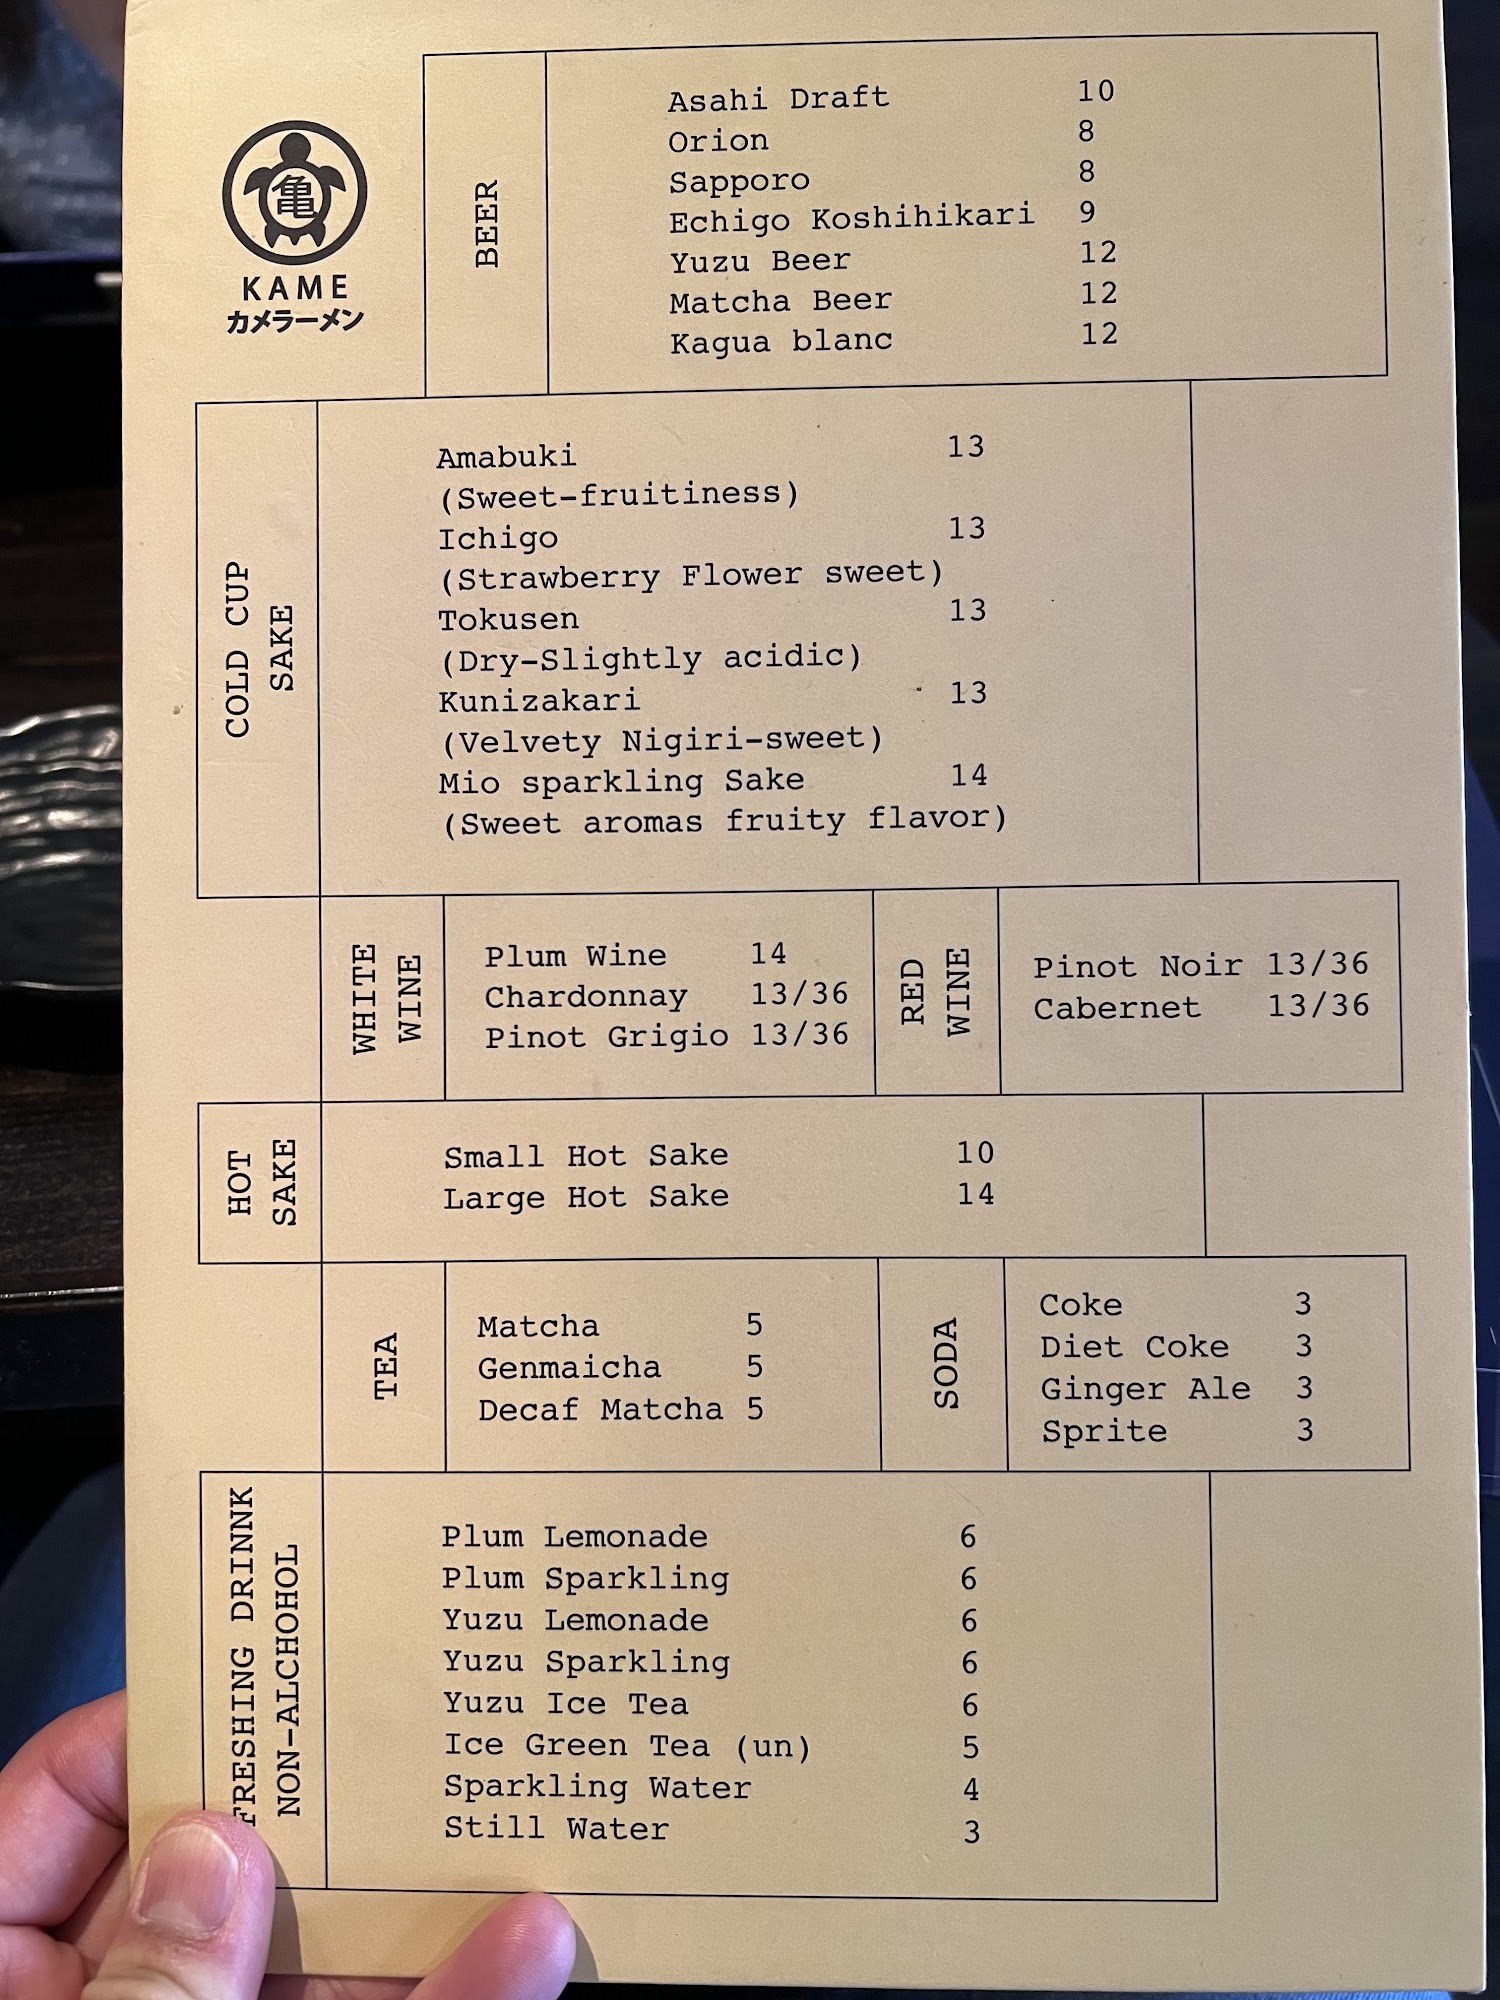 亀
KAME
カメラーメン
BEER
Asahi Draft 10
Orion 8
Sapporo 8
Echigo Koshihikari 9
Yuzu Beer 12
Matcha Beer 12
Kagua blanc 12
COLD CUP
SAKE
Amabuki 13
(Sweet-fruitiness)
Ichigo 13
(Strawberry Flower sweet)
Tokusen 13
(Dry-Slightly acidic)
Kunizakari 13
(Velvety Nigiri-sweet)
Mio sparkling Sake 14
(Sweet aromas fruity flavor)
WHITE
WINE
Plum Wine 14
Chardonnay 13/36
Pinot Grigio 13/36
RED
WINE
Pinot Noir 13/36
Cabernet 13/36
HOT
SAKE
Small Hot Sake 10
Large Hot Sake 14
TEA
Matcha 5
Genmaicha 5
Decaf Matcha 5
SODA
Coke 3
Diet Coke 3
Ginger Ale 3
Sprite 3
FRESHING DRINNK
NON-ALCHOHOL
Plum Lemonade 6
Plum Sparkling 6
Yuzu Lemonade 6
Yuzu Sparkling 6
Yuzu Ice Tea 6
Ice Green Tea (un) 5
Sparkling Water 4
Still Water 3